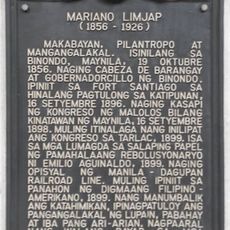 MARIANO LIMJAP
(1856 - 1926)
MAKABAYAN, PILANTROPO AT
MANGANGALAKAL. ISINILANG SA
BINONDO, MAYNILA, 19 OKTUBRE
1856. NAGING CABEZA DE BARANGAY
AT GOBERNADORCILLO NG BINONDO.
IPINIIT SA FORT SANTIAGO SA
HINALANG PAGTULONG SA KATIPUNAN,
16 SETYEMBRE 1896. NAGING KASAPI
NG KONGRESO NG MALOLOS BILANG
KINATAWAN NG MAYNILA, 16 SETYEMBRE
1898. MULING ITINALAGA NANG INILIPAT
ANG KONGRESO SA TARLAC, 1899. ISA
SA MGA LUMAGDA SA SALAPING PAPEL
NG PAMAHALAANG REBOLUSYONARYO
NI EMILIO AGUINALDO, 1899. NAGING
OPISYAL NG MANILA - DAGUPAN
RAILROAD LINE. MULING IPINIIT SA
PANAHON NG DIGMAANG FILIPINO-
AMERIKANO, 1899. NANG MANUMBALIK
ANG KATAHIMIKAN, IPINAGPATULOY ANG
PANGANGALAKAL NG LUPAIN, BAHAY
AT IBA PANG ARI-ARIAN, NAGPAARAL